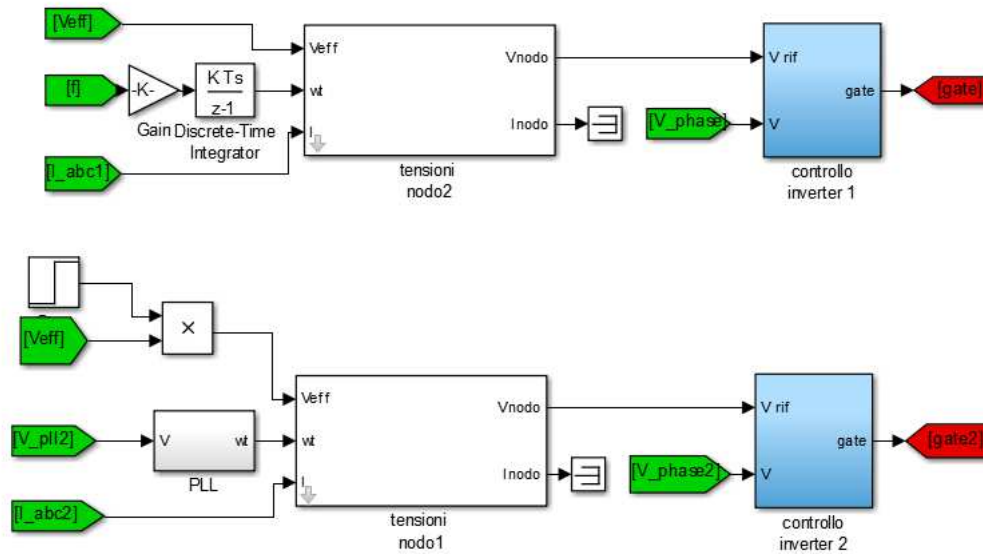 [Veff]
Veff
Vnodo
V rif
[f]
-K-
K Ts
z-1
wt
gate
[gate]
Gain
Discrete-Time
Integrator
I
Inodo
[V_phase]
V
[I_abc1]
tensioni
nodo2
controllo
inverter 1
[Veff]
×
Veff
Vnodo
V rif
[V_pll2]
V
wt
wt
gate
[gate2]
PLL
I
Inodo
[V_phase2]
V
[I_abc2]
tensioni
nodo1
controllo
inverter 2